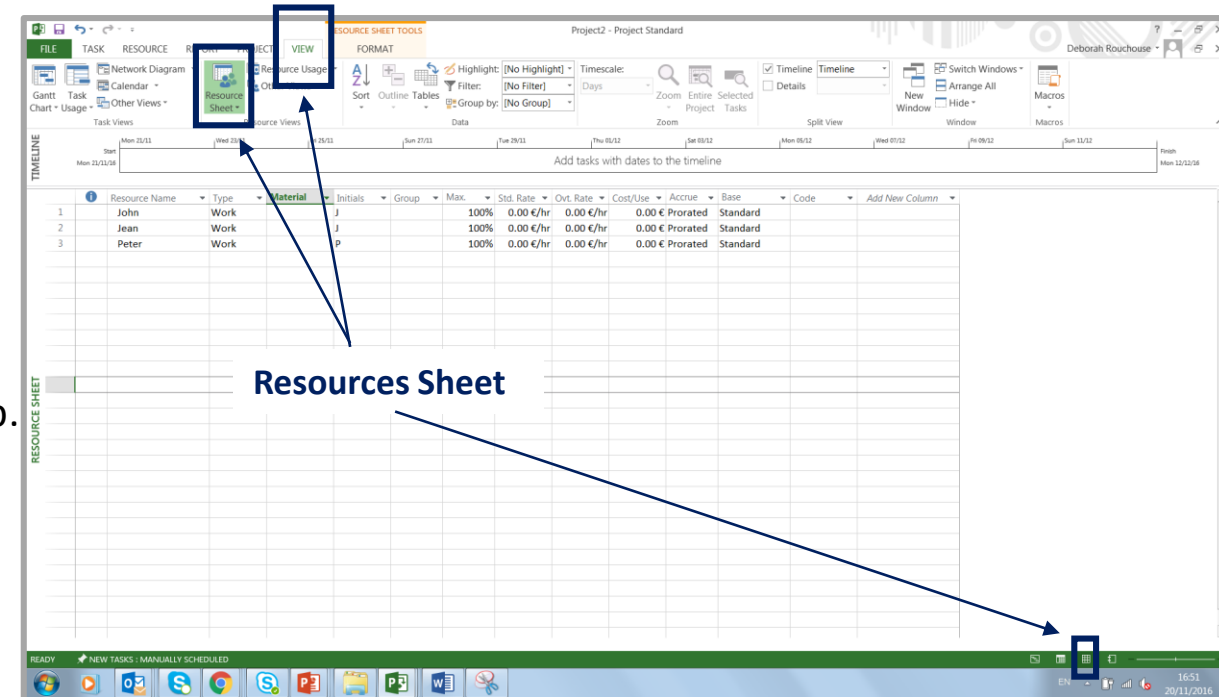 RESOURCE SHEET TOOLS
Project2 - Project Standard
FILE TASK RESOURCE REPORT PROJECT VIEW FORMAT
Deborah Rouchouse
Gantt Chart
Task Usage
Network Diagram
Calendar
Other Views
Task Views
Resource Sheet
Resource Usage
Resource Views
Sort
Outline
Tables
Highlight: [No Highlight]
Filter: [No Filter]
Group by: [No Group]
Data
Timescale:
Days
Zoom
Entire Project
Selected Tasks
Zoom
Timeline Timeline
Details
Split View
New Window
Switch Windows
Arrange All
Hide
Window
Macros
Macros
TIMELINE
Mon 21/11 Wed 23/11 Fri 25/11 Sun 27/11 Tue 29/11 Thu 01/12 Sat 03/12 Mon 05/12 Wed 07/12 Fri 09/12 Sun 11/12
Start
Mon 21/11/16
Add tasks with dates to the timeline
Finish
Mon 12/12/16
Resource Name Type Material Initials Group Max. Std. Rate Ovt. Rate Cost/Use Accrue Base Code Add New Column
1 John Work J 100% 0.00 €/hr 0.00 €/hr 0.00 € Prorated Standard
2 Jean Work J 100% 0.00 €/hr 0.00 €/hr 0.00 € Prorated Standard
3 Peter Work P 100% 0.00 €/hr 0.00 €/hr 0.00 € Prorated Standard
Resources Sheet
RESOURCE SHEET
READY NEW TASKS : MANUALLY SCHEDULED
EN
16:51
20/11/2016